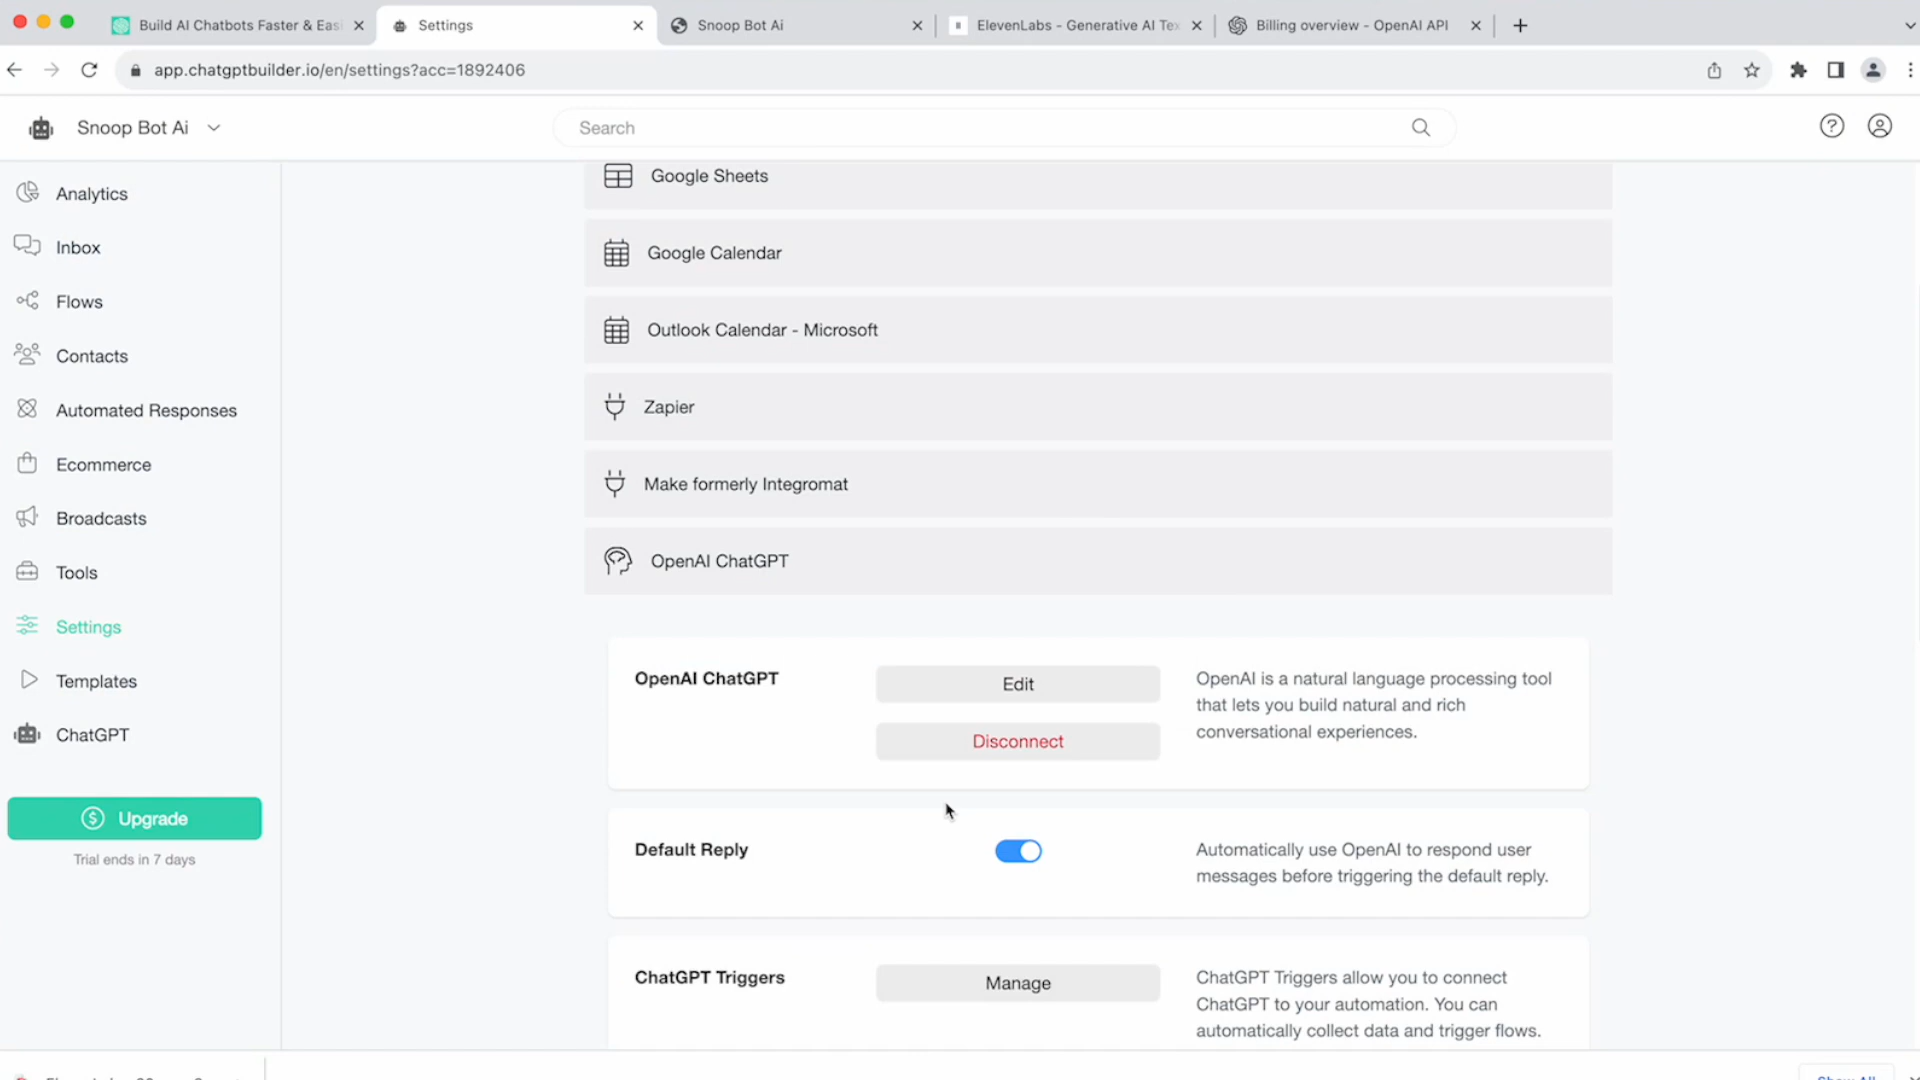 Build AI Chatbots Faster & Easi
Settings
Snoop Bot Ai
ElevenLabs - Generative AI Tex
Billing overview - OpenAI API
app.chatgptbuilder.io/en/settings?acc=1892406
Snoop Bot Ai
Search
Analytics
Inbox
Flows
Contacts
Automated Responses
Ecommerce
Broadcasts
Tools
Settings
Templates
ChatGPT
Upgrade
Trial ends in 7 days
Google Sheets
Google Calendar
Outlook Calendar - Microsoft
Zapier
Make formerly Integromat
OpenAI ChatGPT
OpenAI ChatGPT
Edit
Disconnect
OpenAI is a natural language processing tool
that lets you build natural and rich
conversational experiences.
Default Reply
Automatically use OpenAI to respond user
messages before triggering the default reply.
ChatGPT Triggers
Manage
ChatGPT Triggers allow you to connect
ChatGPT to your automation. You can
automatically collect data and trigger flows.
Show All